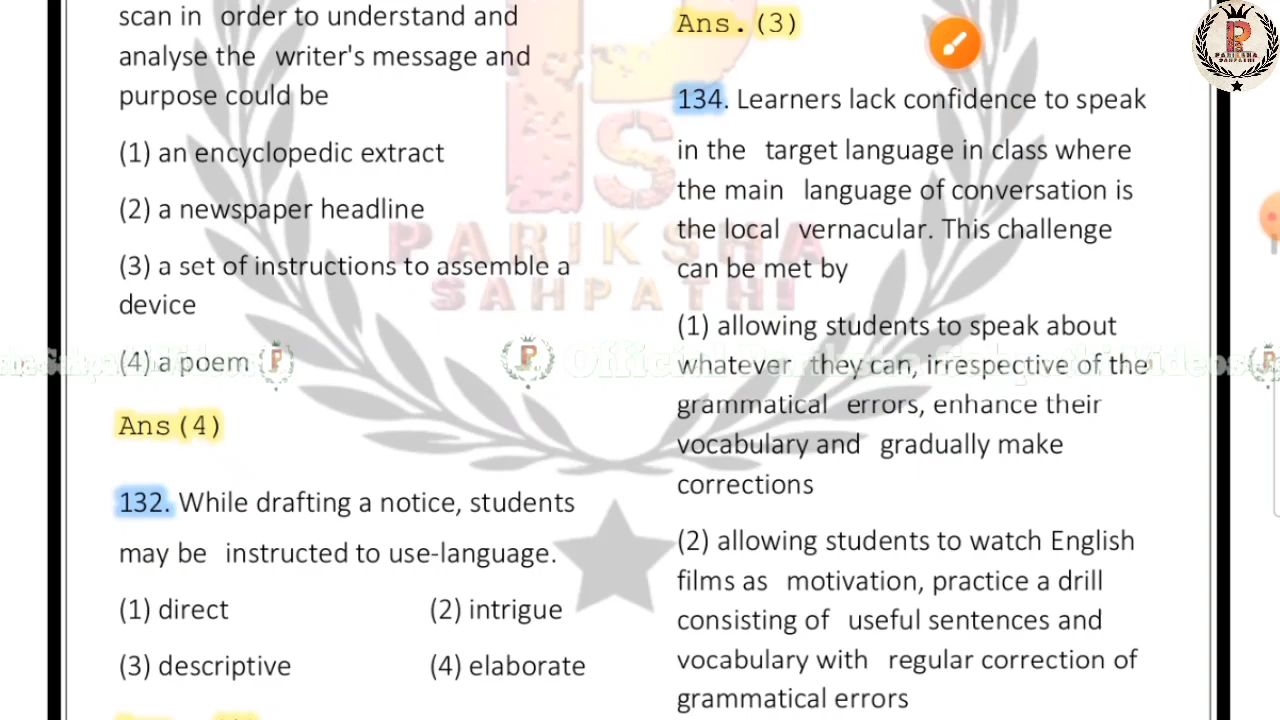 scan in order to understand and
analyse the writer's message and
purpose could be
(1) an encyclopedic extract
(2) a newspaper headline
(3) a set of instructions to assemble a
device
(4) a poem
Ans(4)
132. While drafting a notice, students
may be instructed to use-language.
(1) direct (2) intrigue
(3) descriptive (4) elaborate
Ans.(3)
134. Learners lack confidence to speak
in the target language in class where
the main language of conversation is
the local vernacular. This challenge
can be met by
(1) allowing students to speak about
whatever they can, irrespective of the
grammatical errors, enhance their
vocabulary and gradually make
corrections
(2) allowing students to watch English
films as motivation, practice a drill
consisting of useful sentences and
vocabulary with regular correction of
grammatical errors
PARIKSHA
SAHPATHI
PARIKSHA
SAHPATHI